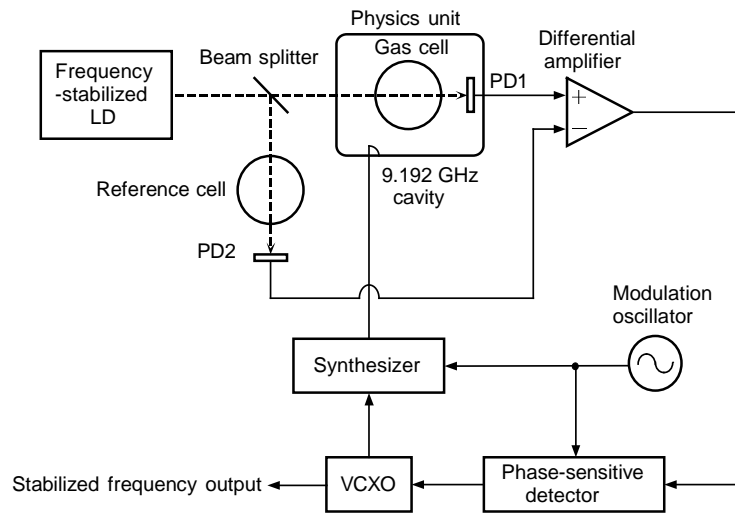 Physics unit
Gas cell
Differential
amplifier
Beam splitter
Frequency
-stabilized
LD
PD1
+
−
9.192 GHz
cavity
Reference cell
PD2
Modulation
oscillator
Synthesizer
Stabilized frequency output
VCXO
Phase-sensitive
detector